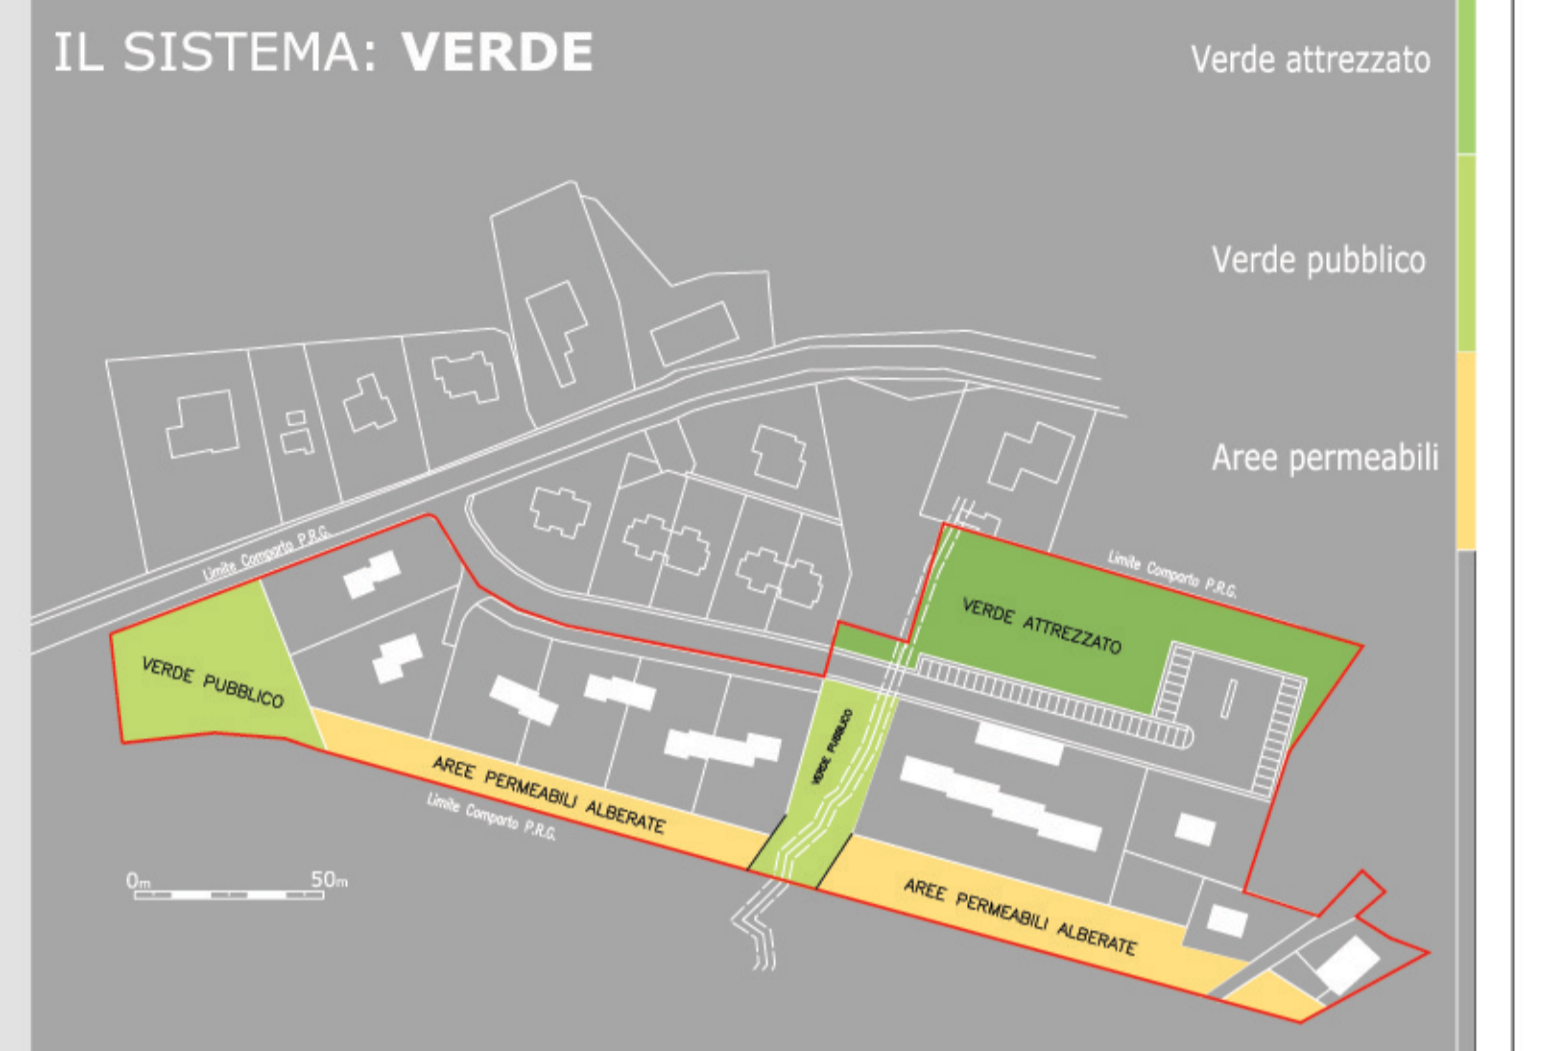 IL SISTEMA: VERDE
Verde attrezzato
Verde pubblico
Aree permeabili
Limite Comparto P.R.G.
Limite Comparto P.R.G.
VERDE ATTREZZATO
VERDE PUBBLICO
VERDE PUBBLICO
AREE PERMEABILI ALBERATE
Limite Comparto P.R.G.
0m 50m
AREE PERMEABILI ALBERATE